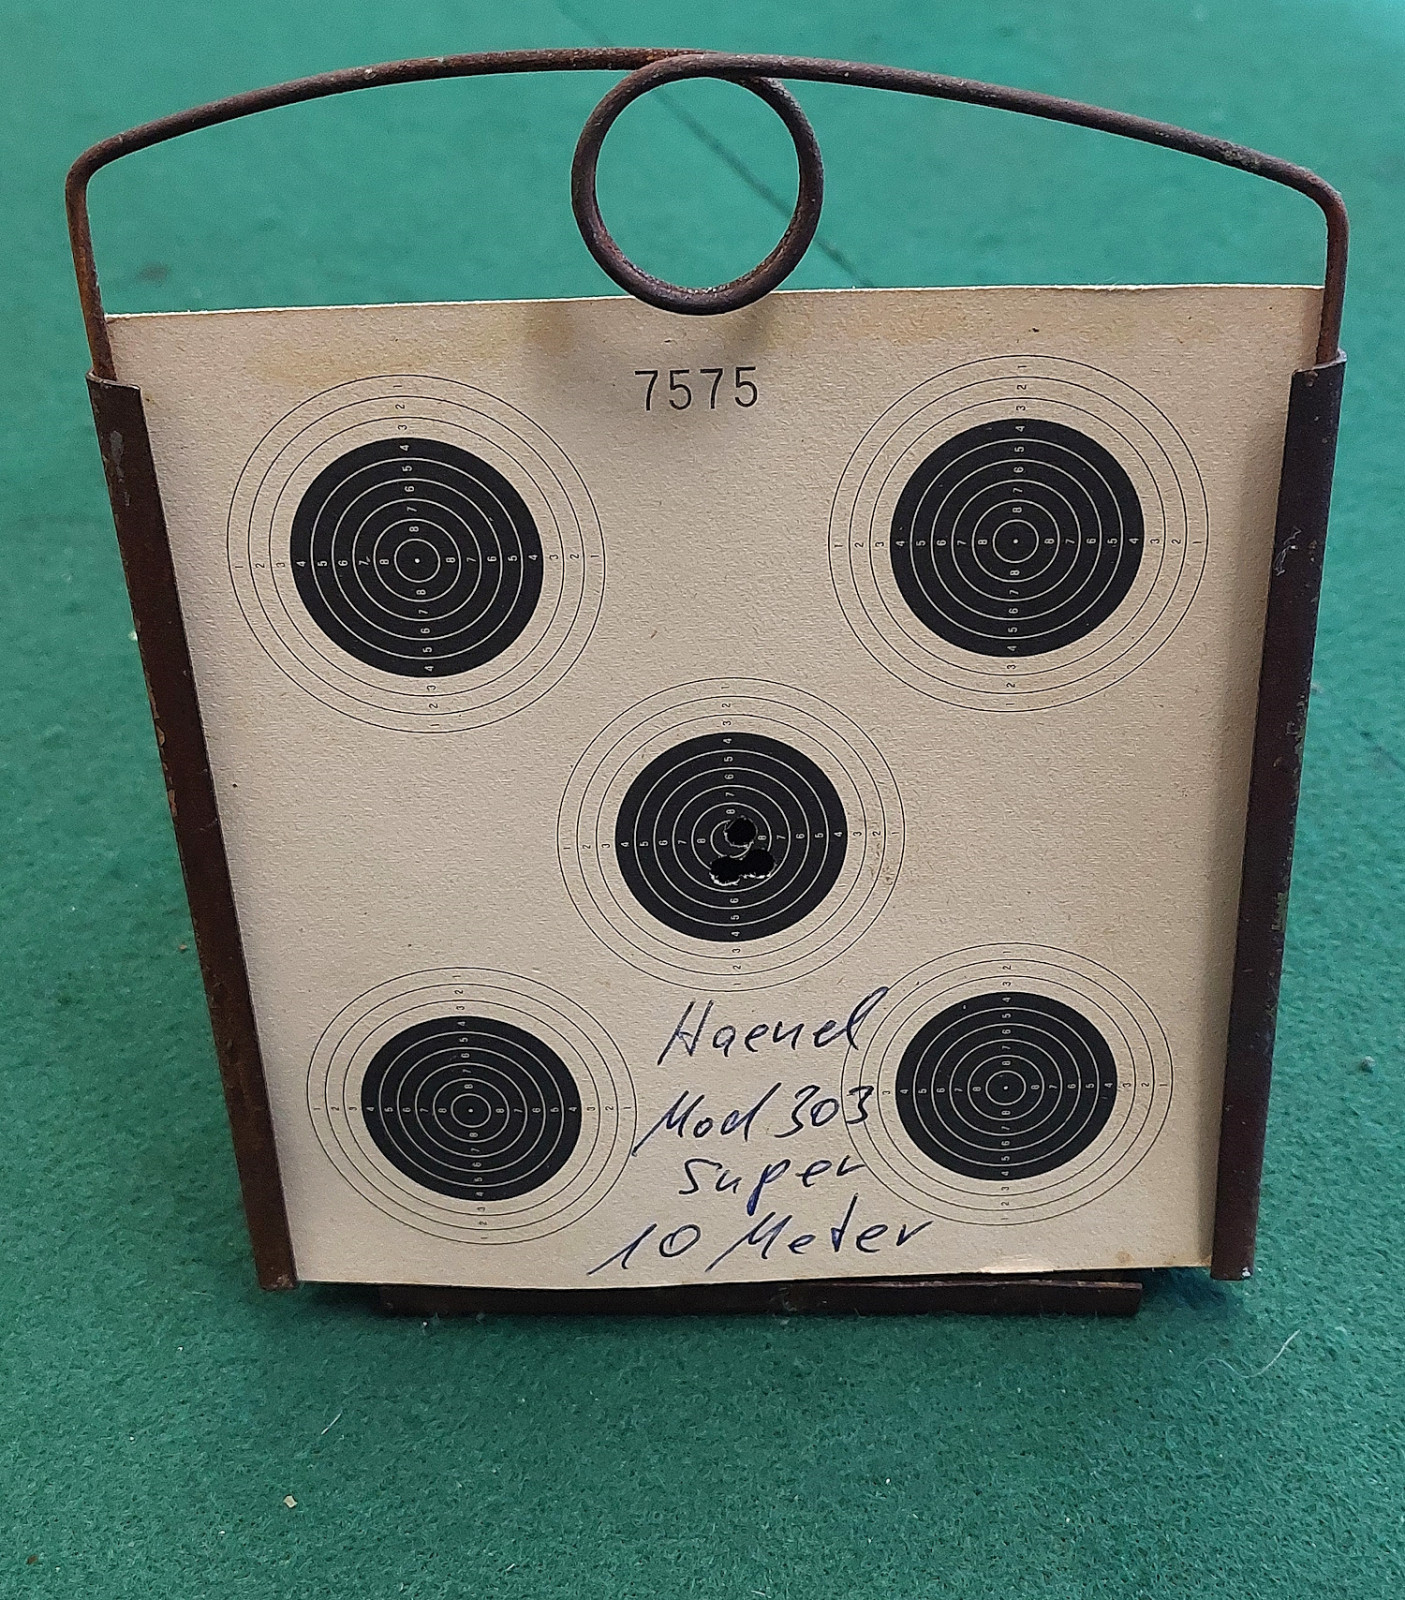 7575
Haenel
Mod 303
Super
10 Meter